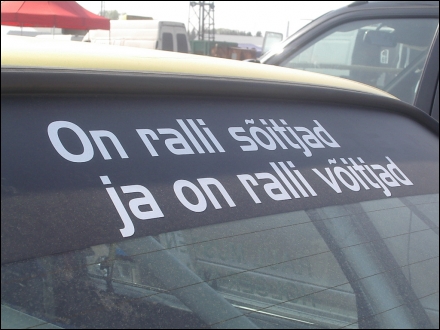 On ralli sõitjad
ja on ralli võitjad